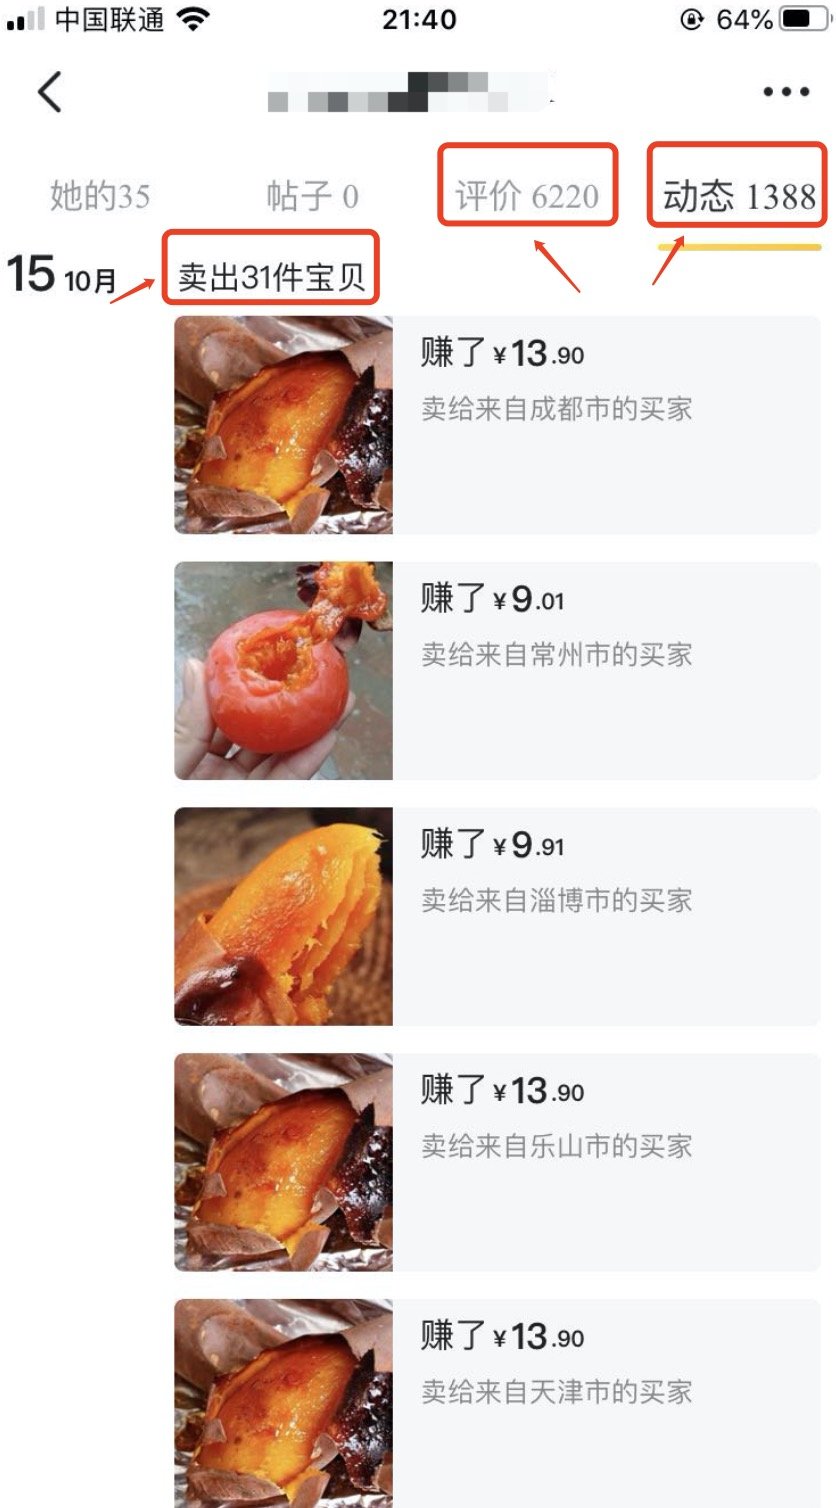 中国联通 21:40 64%
她的35 帖子 0 评价 6220 动态 1388
15 10月 卖出31件宝贝
赚了 ¥13.90
卖给来自成都市的买家
赚了 ¥9.01
卖给来自常州市的买家
赚了 ¥9.91
卖给来自淄博市的买家
赚了 ¥13.90
卖给来自乐山市的买家
赚了 ¥13.90
卖给来自天津市的买家